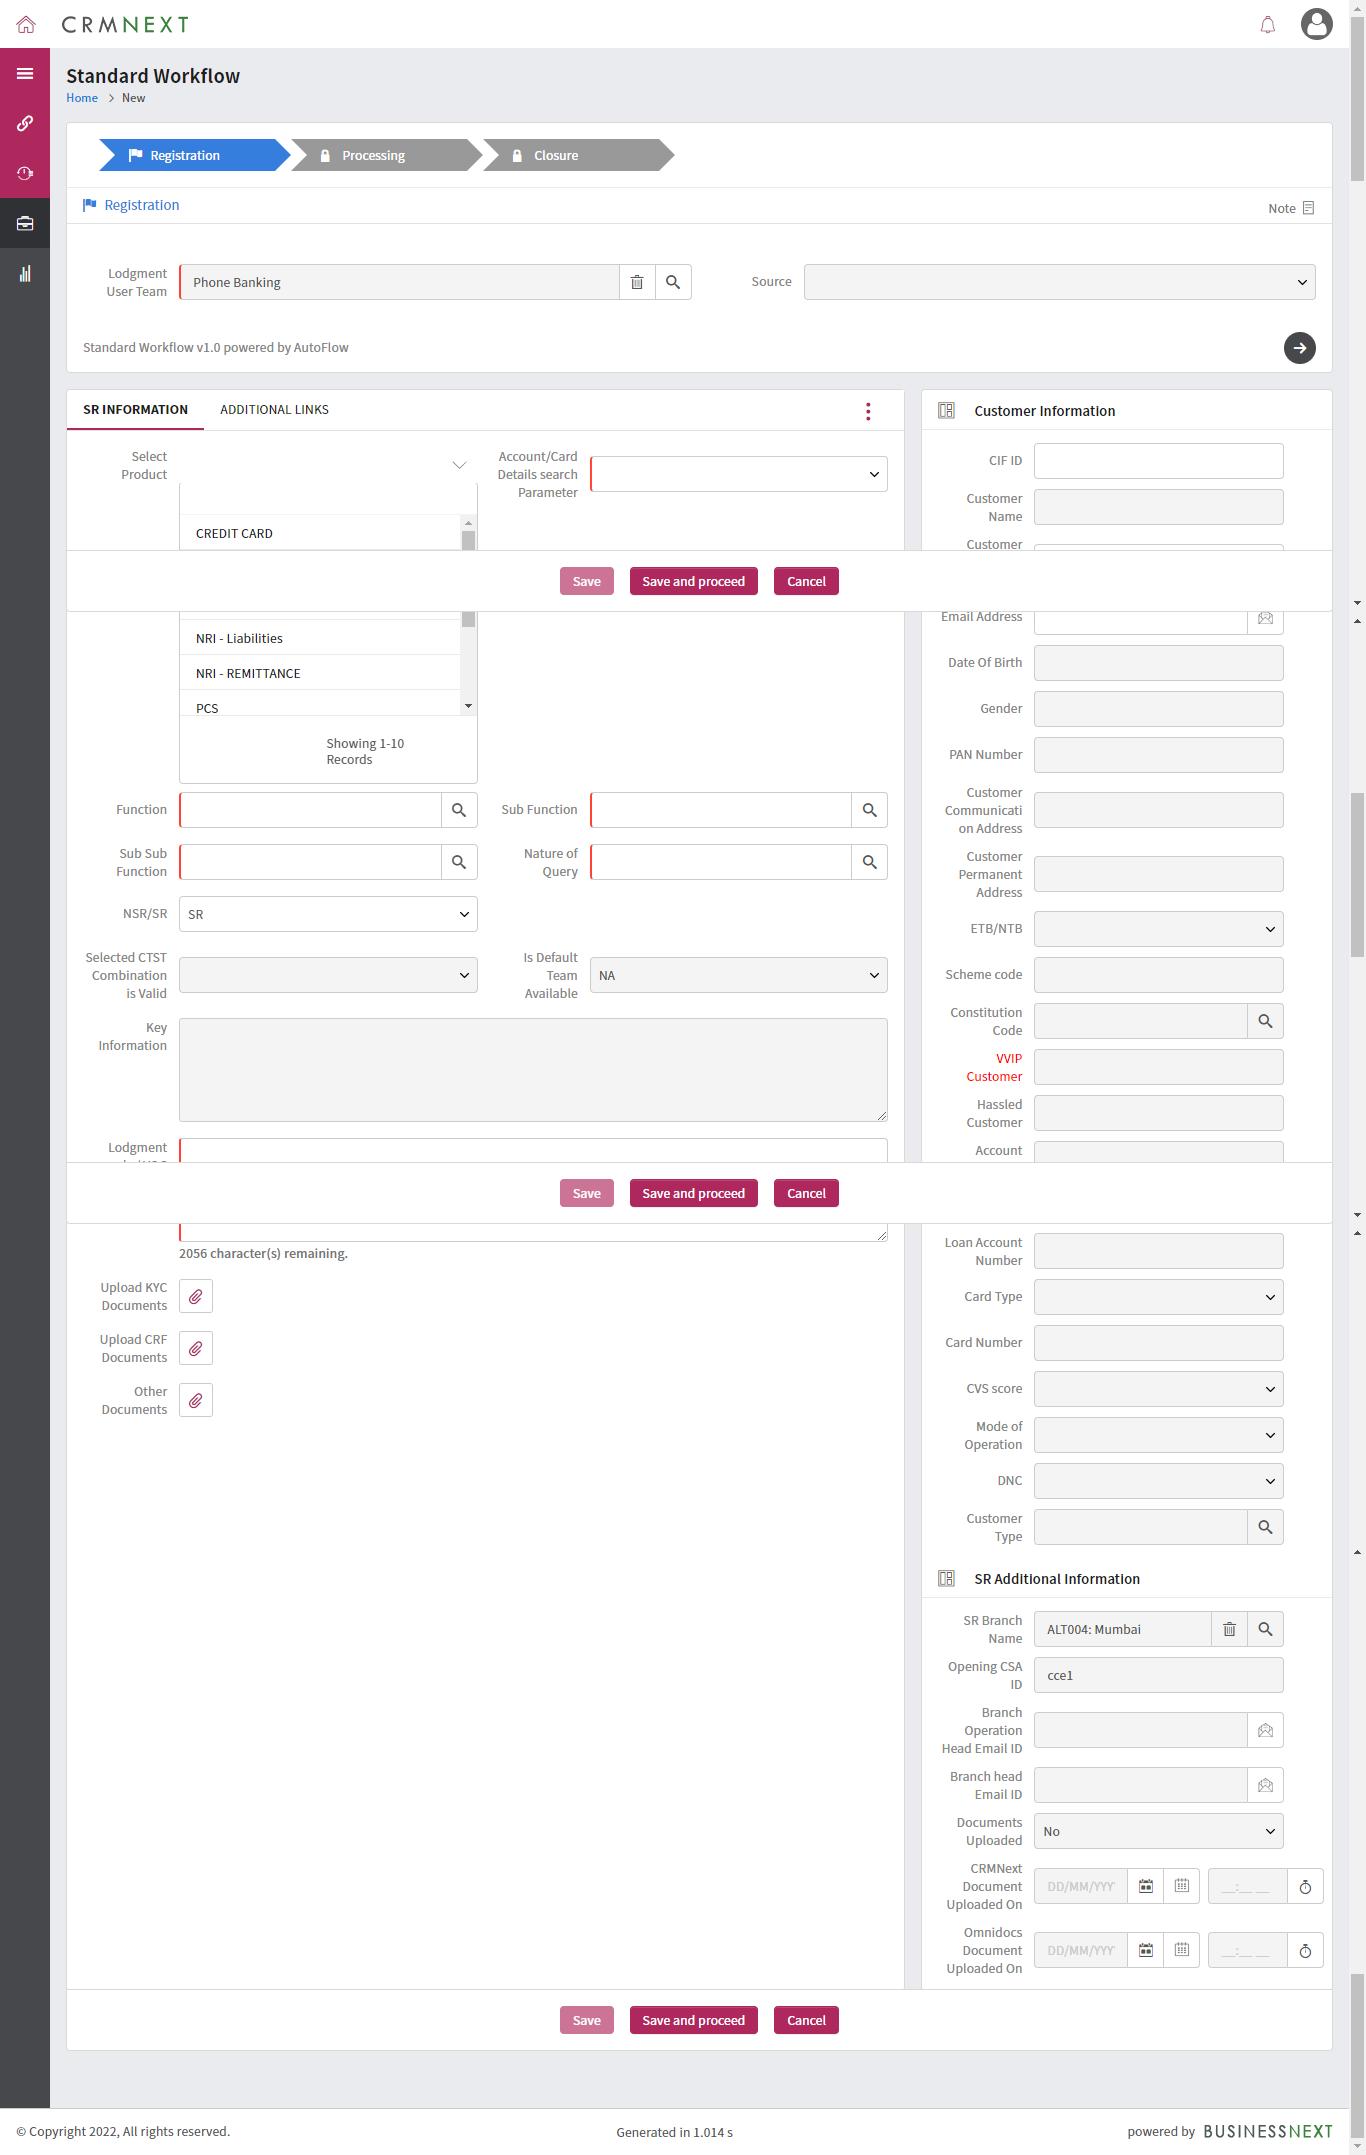 CRMNEXT
Standard Workflow
Home > New
Registration
Processing
Closure
Registration
Note
Lodgment
User Team
Phone Banking
Source
Standard Workflow v1.0 powered by AutoFlow
SR INFORMATION
ADDITIONAL LINKS
Select
Product
CREDIT CARD
Account/Card
Details search
Parameter
Customer Information
CIF ID
Customer
Name
Customer
Save
Save and proceed
Cancel
NRI - Liabilities
NRI - REMITTANCE
PCS
Showing 1-10
Records
Function
Sub Function
Sub Sub
Function
Nature of
Query
NSR/SR
SR
Selected CTST
Combination
is Valid
Is Default
Team
Available
NA
Key
Information
Lodgment
Email Address
Date Of Birth
Gender
PAN Number
Customer
Communicati
on Address
Customer
Permanent
Address
ETB/NTB
Scheme code
Constitution
Code
VVIP
Customer
Hassled
Customer
Account
Save
Save and proceed
Cancel
2056 character(s) remaining.
Upload KYC
Documents
Upload CRF
Documents
Other
Documents
Loan Account
Number
Card Type
Card Number
CVS score
Mode of
Operation
DNC
Customer
Type
SR Additional Information
SR Branch
Name
ALT004: Mumbai
Opening CSA
ID
cce1
Branch
Operation
Head Email ID
Branch head
Email ID
Documents
Uploaded
No
CRMNext
Document
Uploaded On
DD/MM/YYY
__:__ __
Omnidocs
Document
Uploaded On
DD/MM/YYY
__:__ __
Save
Save and proceed
Cancel
© Copyright 2022, All rights reserved.
Generated in 1.014 s
powered by BUSINESSNEXT